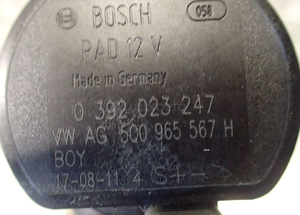 BOSCH 058
PAD 12 V
Made in Germany
0 392 023 247
VW AG 5Q0 965 567 H
BOY
17-08-11 4 S+-